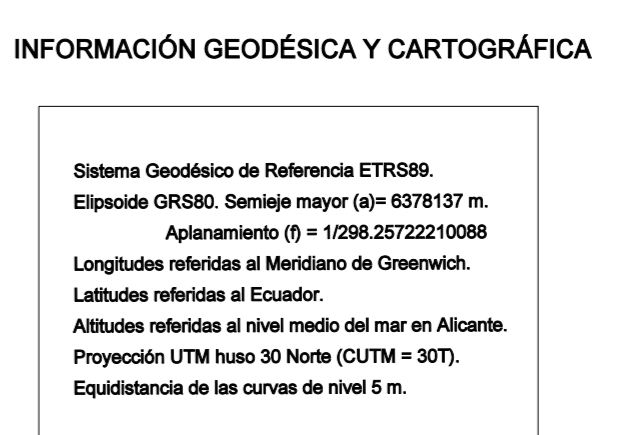 INFORMACIÓN GEODÉSICA Y CARTOGRÁFICA
Sistema Geodésico de Referencia ETRS89.
Elipsoide GRS80. Semieje mayor (a)= 6378137 m.
Aplanamiento (f) = 1/298.25722210088
Longitudes referidas al Meridiano de Greenwich.
Latitudes referidas al Ecuador.
Altitudes referidas al nivel medio del mar en Alicante.
Proyección UTM huso 30 Norte (CUTM = 30T).
Equidistancia de las curvas de nivel 5 m.